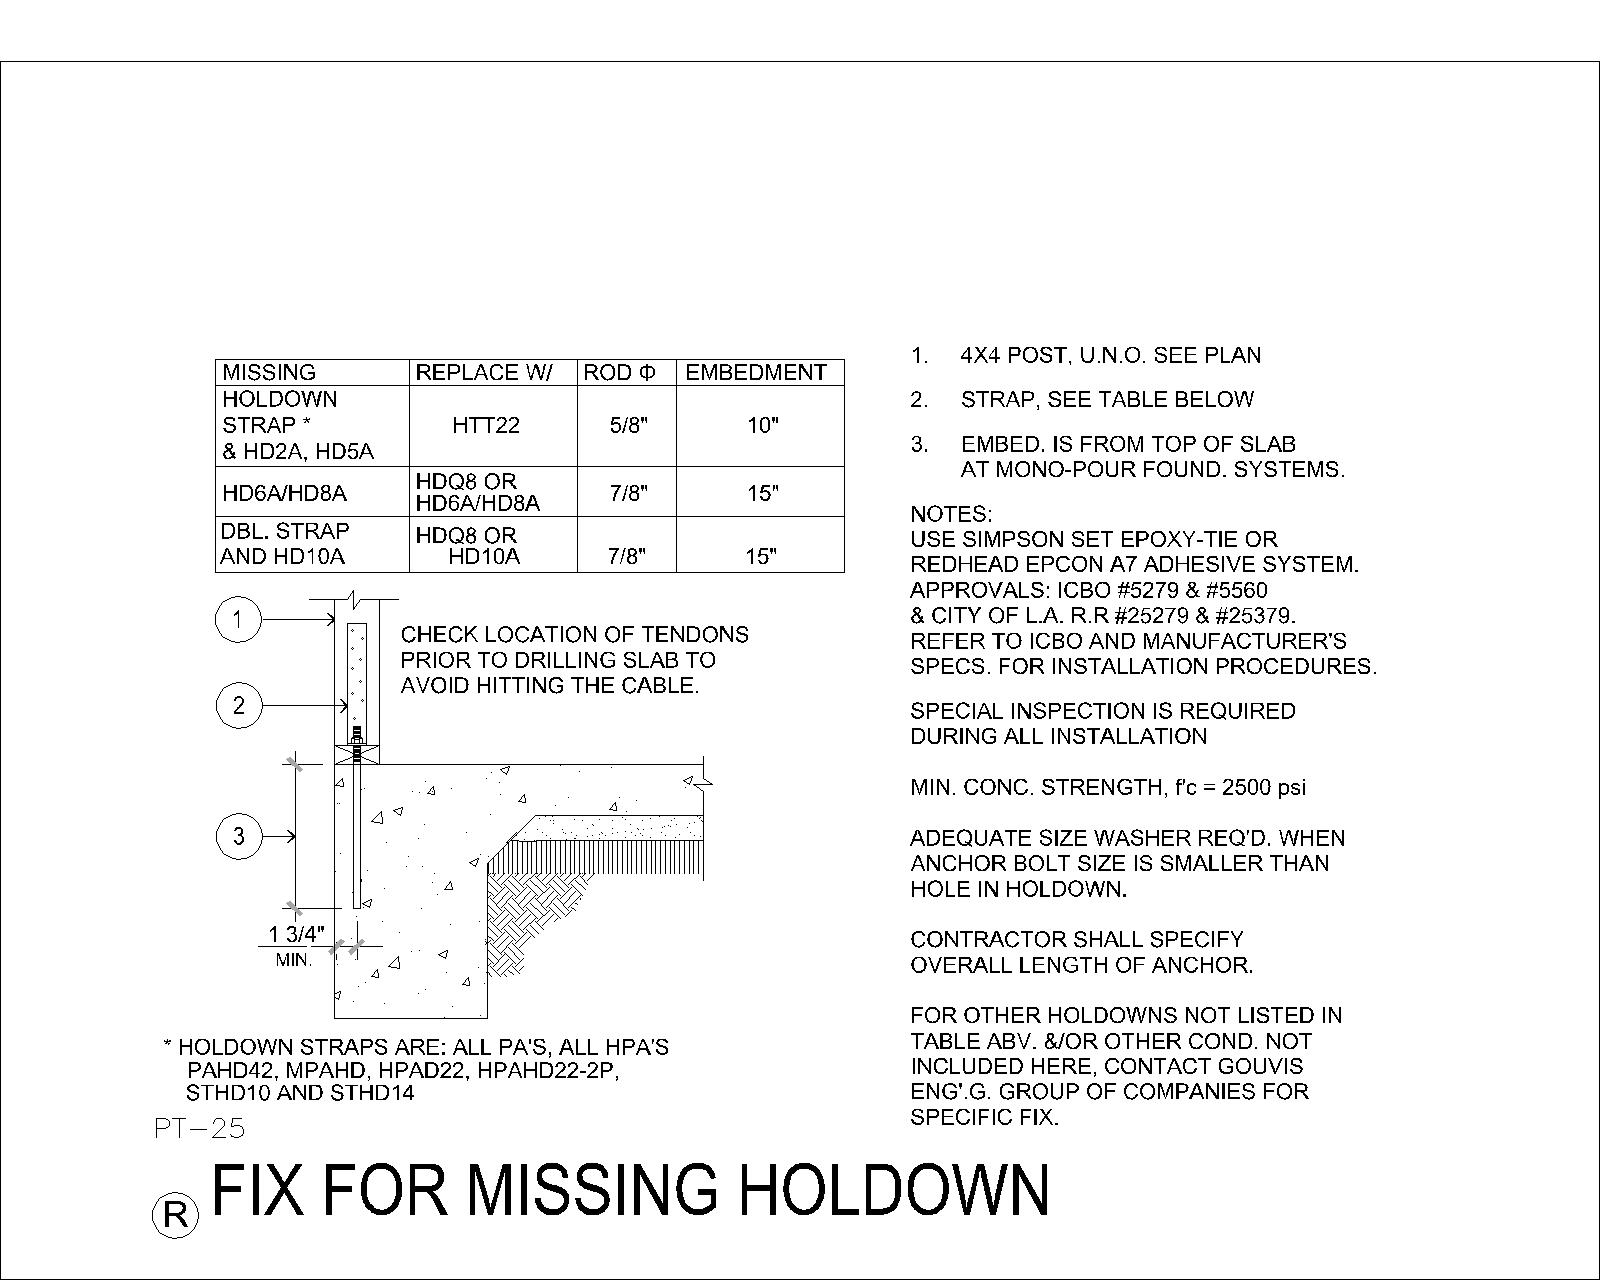 MISSING REPLACE W/ ROD Φ EMBEDMENT
HOLDOWN
STRAP * HTT22 5/8" 10"
& HD2A, HD5A
HD6A/HD8A HDQ8 OR 7/8" 15"
HD6A/HD8A
DBL. STRAP HDQ8 OR
AND HD10A HD10A 7/8" 15"
1
CHECK LOCATION OF TENDONS
PRIOR TO DRILLING SLAB TO
AVOID HITTING THE CABLE.
2
3
1 3/4"
MIN.
* HOLDOWN STRAPS ARE: ALL PA'S, ALL HPA'S
PAHD42, MPAHD, HPAD22, HPAHD22-2P,
STHD10 AND STHD14
1. 4X4 POST, U.N.O. SEE PLAN
2. STRAP, SEE TABLE BELOW
3. EMBED. IS FROM TOP OF SLAB
AT MONO-POUR FOUND. SYSTEMS.
NOTES:
USE SIMPSON SET EPOXY-TIE OR
REDHEAD EPCON A7 ADHESIVE SYSTEM.
APPROVALS: ICBO #5279 & #5560
& CITY OF L.A. R.R #25279 & #25379.
REFER TO ICBO AND MANUFACTURER'S
SPECS. FOR INSTALLATION PROCEDURES.
SPECIAL INSPECTION IS REQUIRED
DURING ALL INSTALLATION
MIN. CONC. STRENGTH, f'c = 2500 psi
ADEQUATE SIZE WASHER REQ'D. WHEN
ANCHOR BOLT SIZE IS SMALLER THAN
HOLE IN HOLDOWN.
CONTRACTOR SHALL SPECIFY
OVERALL LENGTH OF ANCHOR.
FOR OTHER HOLDOWNS NOT LISTED IN
TABLE ABV. &/OR OTHER COND. NOT
INCLUDED HERE, CONTACT GOUVIS
ENG'.G. GROUP OF COMPANIES FOR
SPECIFIC FIX.
PT-25
R FIX FOR MISSING HOLDOWN